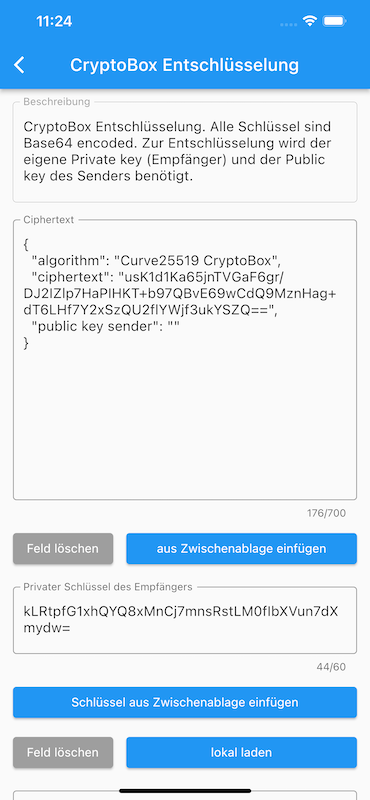 11:24
CryptoBox Entschlüsselung
Beschreibung
CryptoBox Entschlüsselung. Alle Schlüssel sind
Base64 encoded. Zur Entschlüsselung wird der
eigene Private key (Empfänger) und der Public
key des Senders benötigt.
Ciphertext
{
"algorithm": "Curve25519 CryptoBox",
"ciphertext": "usK1d1Ka65jnTVGaF6gr/
DJ2IZlp7HaPIHKT+b97QBvE69wCdQ9MznHag+
dT6LHf7Y2xSzQU2flYWjf3ukYSZQ==",
"public key sender": ""
}
176/700
Feld löschen
aus Zwischenablage einfügen
Privater Schlüssel des Empfängers
kLRtpfG1xhQYQ8xMnCj7mnsRstLM0flbXVun7dX
mydw=
44/60
Schlüssel aus Zwischenablage einfügen
Feld löschen
lokal laden